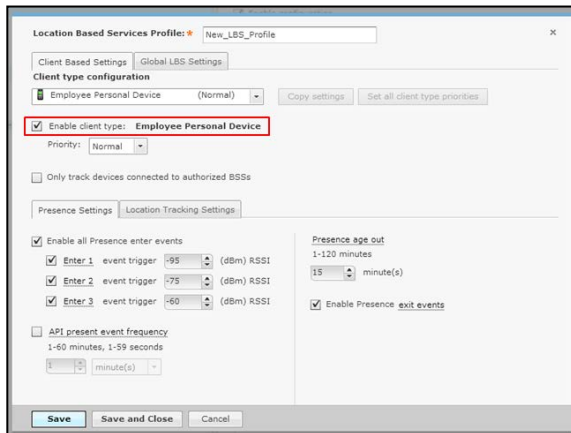 Location Based Services Profile:* New_LBS_Profile
Client Based Settings Global LBS Settings
Client type configuration
Employee Personal Device (Normal) Copy settings Set all client type priorities
Enable client type: Employee Personal Device
Priority: Normal
Only track devices connected to authorized BSSs
Presence Settings Location Tracking Settings
Enable all Presence enter events
Enter 1 event trigger -95 (dBm) RSSI
Enter 2 event trigger -75 (dBm) RSSI
Enter 3 event trigger -60 (dBm) RSSI
API present event frequency
1-60 minutes, 1-59 seconds
1 minute(s)
Presence age out
1-120 minutes
15 minute(s)
Enable Presence exit events
Save Save and Close Cancel